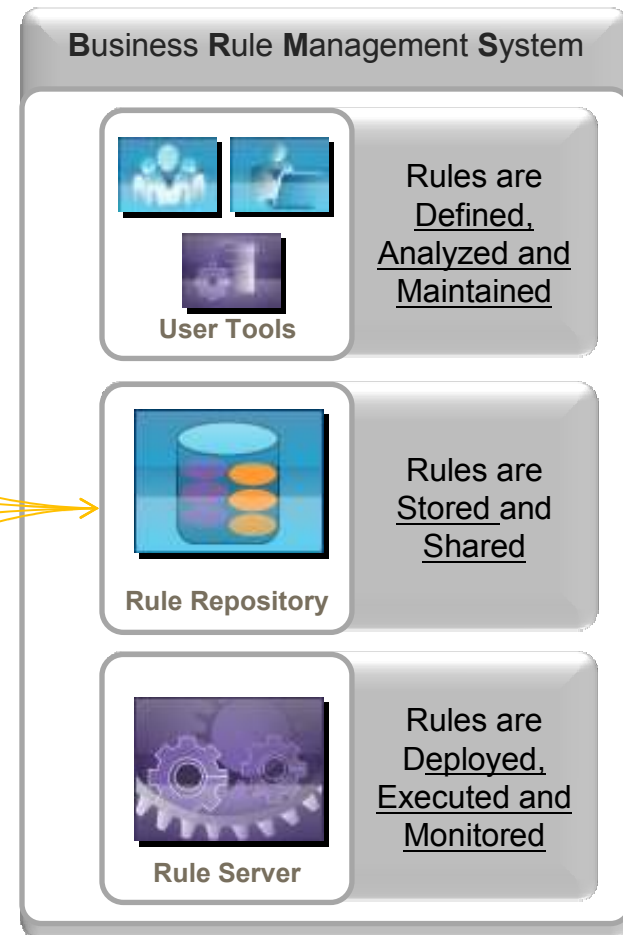 Business Rule Management System
Rules are
Defined,
Analyzed and
Maintained
User Tools
Rules are
Stored and
Shared
Rule Repository
Rules are
Deployed,
Executed and
Monitored
Rule Server